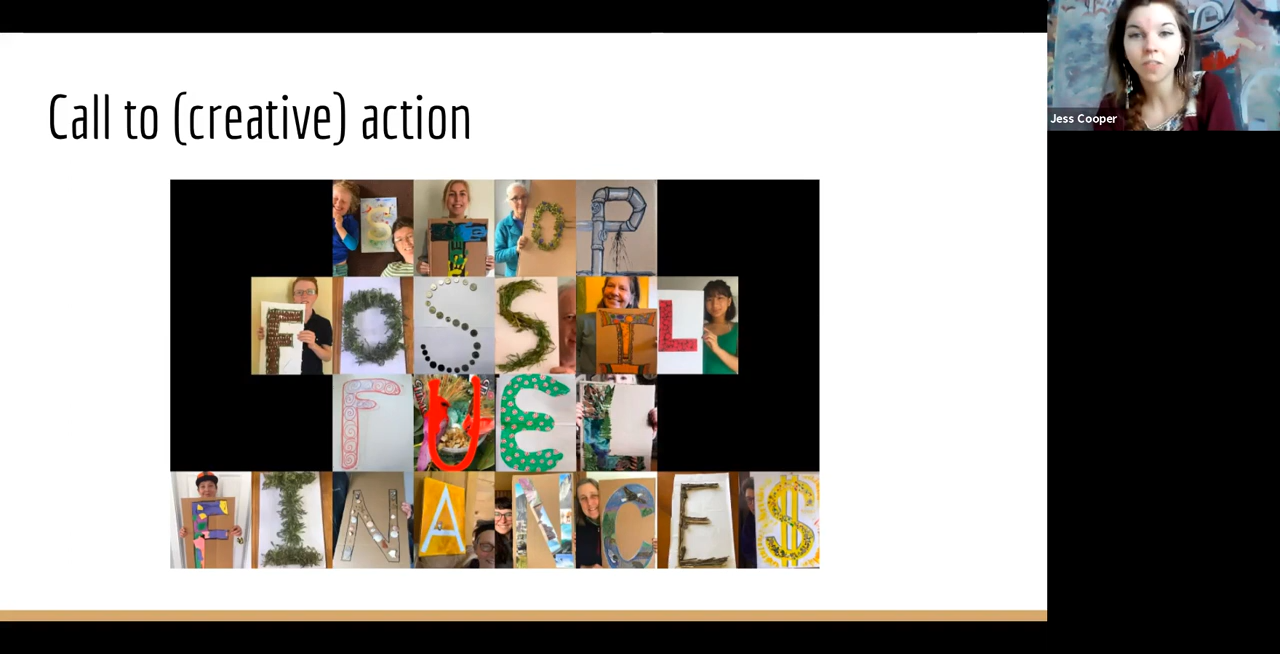 Call to (creative) action
Jess Cooper
STOP
FOSSIL
FUEL
FINANCE$